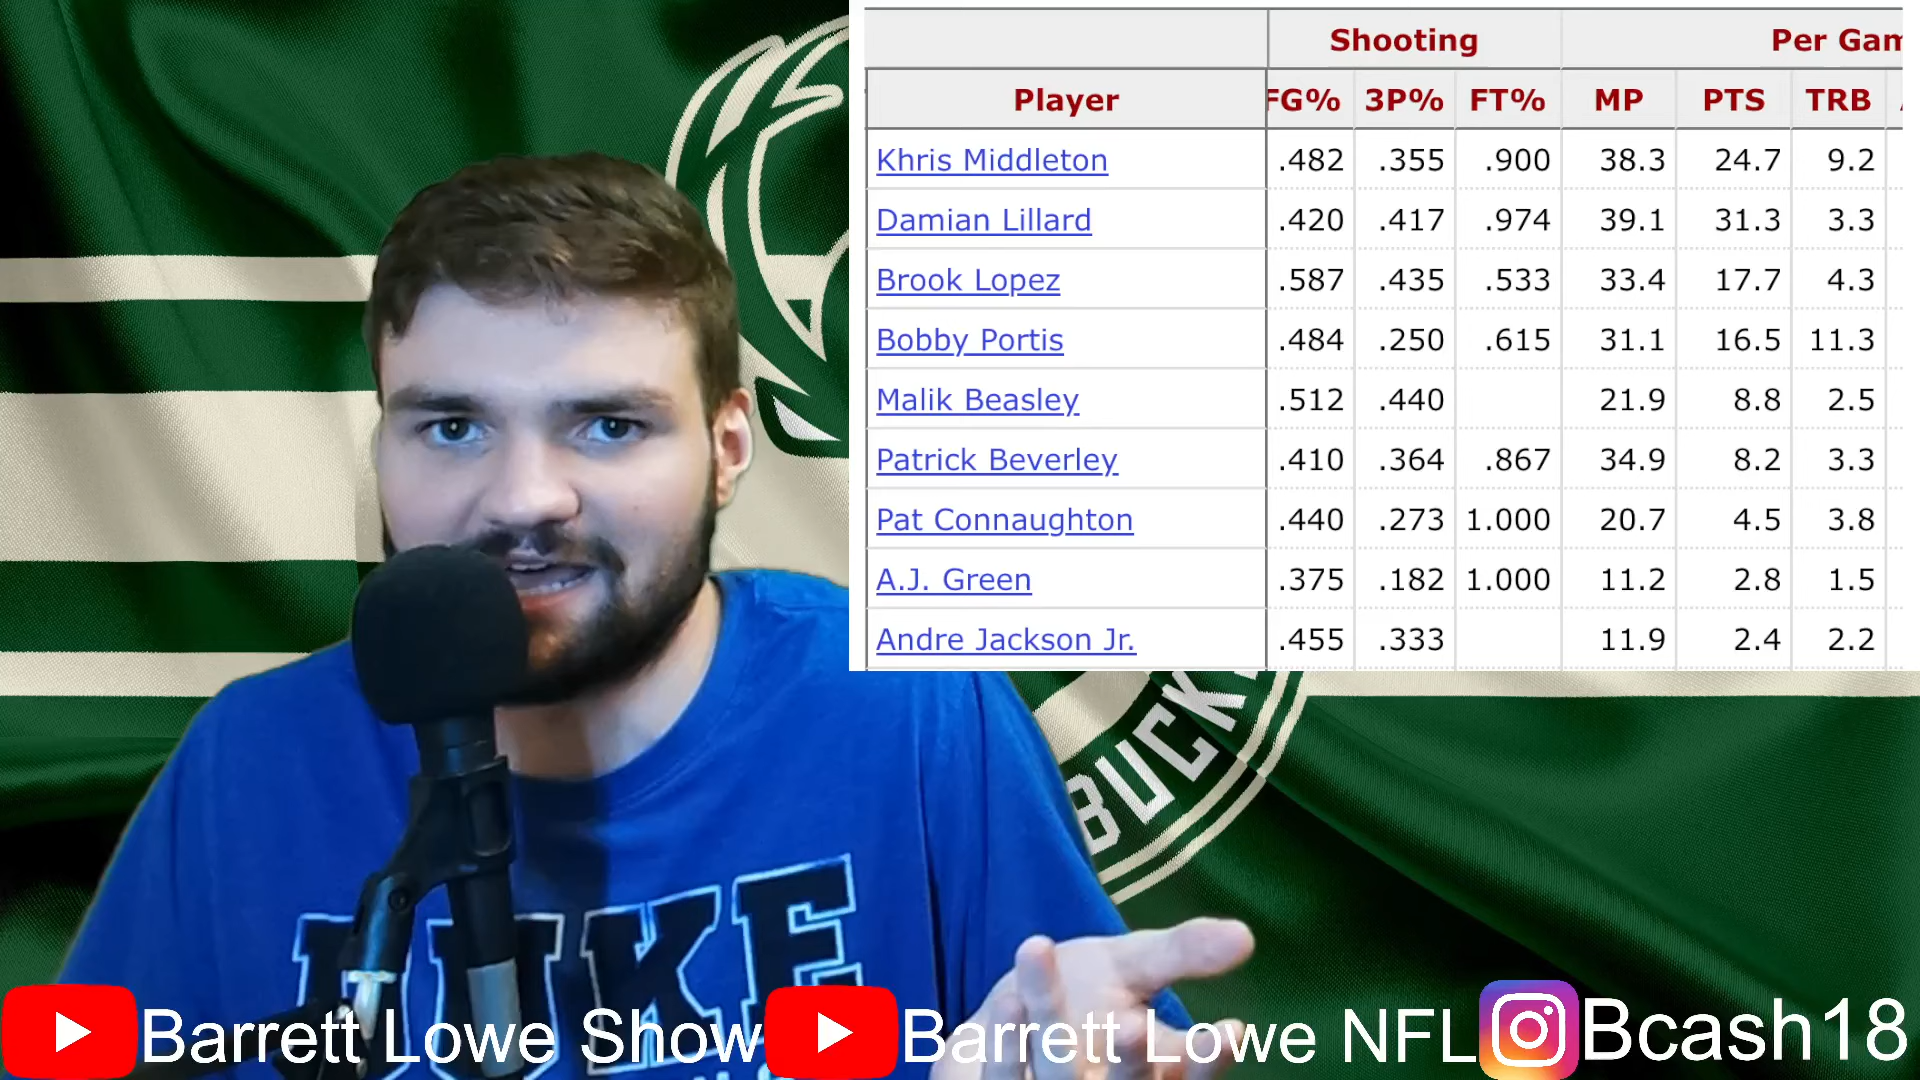 Shooting Per Gam
Player FG% 3P% FT% MP PTS TRB
Khris Middleton .482 .355 .900 38.3 24.7 9.2
Damian Lillard .420 .417 .974 39.1 31.3 3.3
Brook Lopez .587 .435 .533 33.4 17.7 4.3
Bobby Portis .484 .250 .615 31.1 16.5 11.3
Malik Beasley .512 .440 21.9 8.8 2.5
Patrick Beverley .410 .364 .867 34.9 8.2 3.3
Pat Connaughton .440 .273 1.000 20.7 4.5 3.8
A.J. Green .375 .182 1.000 11.2 2.8 1.5
Andre Jackson Jr. .455 .333 11.9 2.4 2.2
BUCK
DUKE
Barrett Lowe Show Barrett Lowe NFL Bcash18